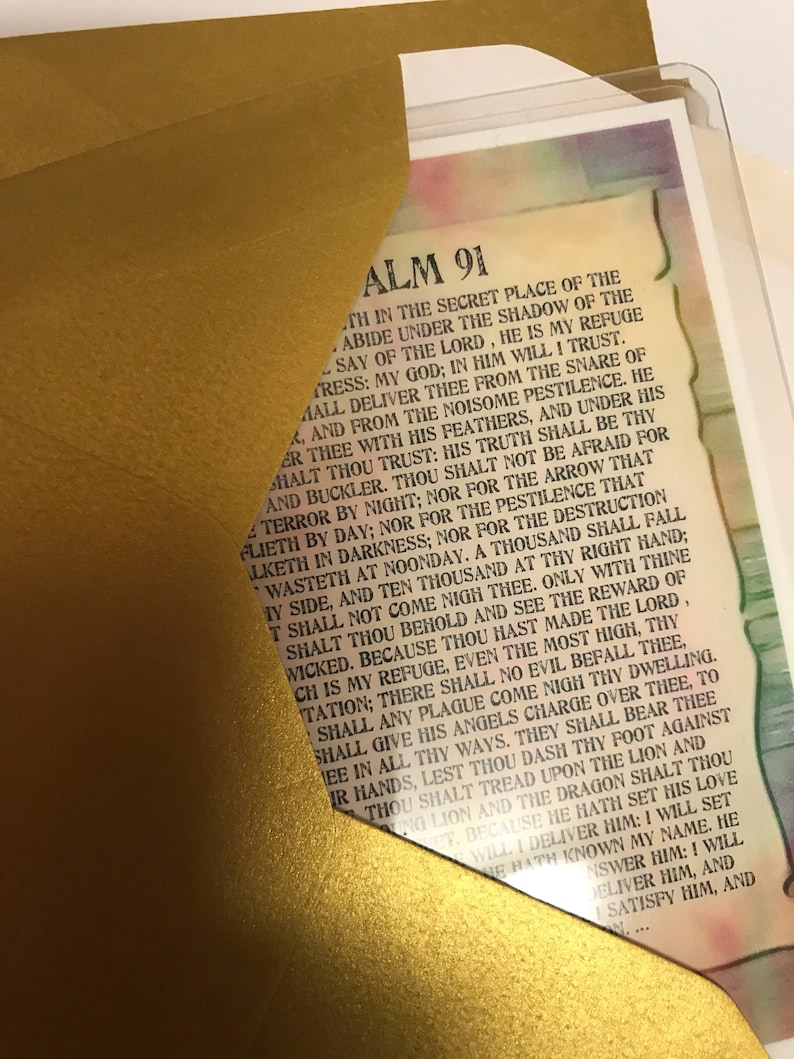 ALM 91
TH IN THE SECRET PLACE OF THE
ABIDE UNDER THE SHADOW OF THE
SAY OF THE LORD , HE IS MY REFUGE
TRESS: MY GOD; IN HIM WILL I TRUST.
HALL DELIVER THEE FROM THE SNARE OF
R, AND FROM THE NOISOME PESTILENCE. HE
ER THEE WITH HIS FEATHERS, AND UNDER HIS
SHALT THOU TRUST: HIS TRUTH SHALL BE THY
AND BUCKLER. THOU SHALT NOT BE AFRAID FOR
E TERROR BY NIGHT; NOR FOR THE ARROW THAT
FLIETH BY DAY; NOR FOR THE PESTILENCE THAT
ALKETH IN DARKNESS; NOR FOR THE DESTRUCTION
WASTETH AT NOONDAY. A THOUSAND SHALL FALL
HY SIDE, AND TEN THOUSAND AT THY RIGHT HAND;
T SHALL NOT COME NIGH THEE. ONLY WITH THINE
SHALT THOU BEHOLD AND SEE THE REWARD OF
WICKED. BECAUSE THOU HAST MADE THE LORD ,
CH IS MY REFUGE, EVEN THE MOST HIGH, THY
TATION; THERE SHALL NO EVIL BEFALL THEE,
SHALL ANY PLAGUE COME NIGH THY DWELLING.
SHALL GIVE HIS ANGELS CHARGE OVER THEE, TO
HEE IN ALL THY WAYS. THEY SHALL BEAR THEE
IR HANDS, LEST THOU DASH THY FOOT AGAINST
THOU SHALT TREAD UPON THE LION AND
OUNG LION AND THE DRAGON SHALT THOU
EET. BECAUSE HE HATH SET HIS LOVE
WILL I DELIVER HIM: I WILL SET
HE HATH KNOWN MY NAME. HE
NSWER HIM: I WILL
DELIVER HIM, AND
I SATISFY HIM, AND
ON. ...